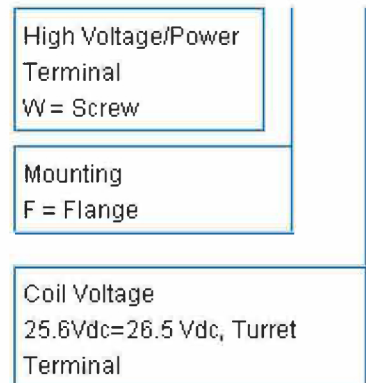 High Voltage/Power
Terminal
W = Screw
Mounting
F = Flange
Coil Voltage
25.6Vdc=26.5 Vdc, Turret
Terminal